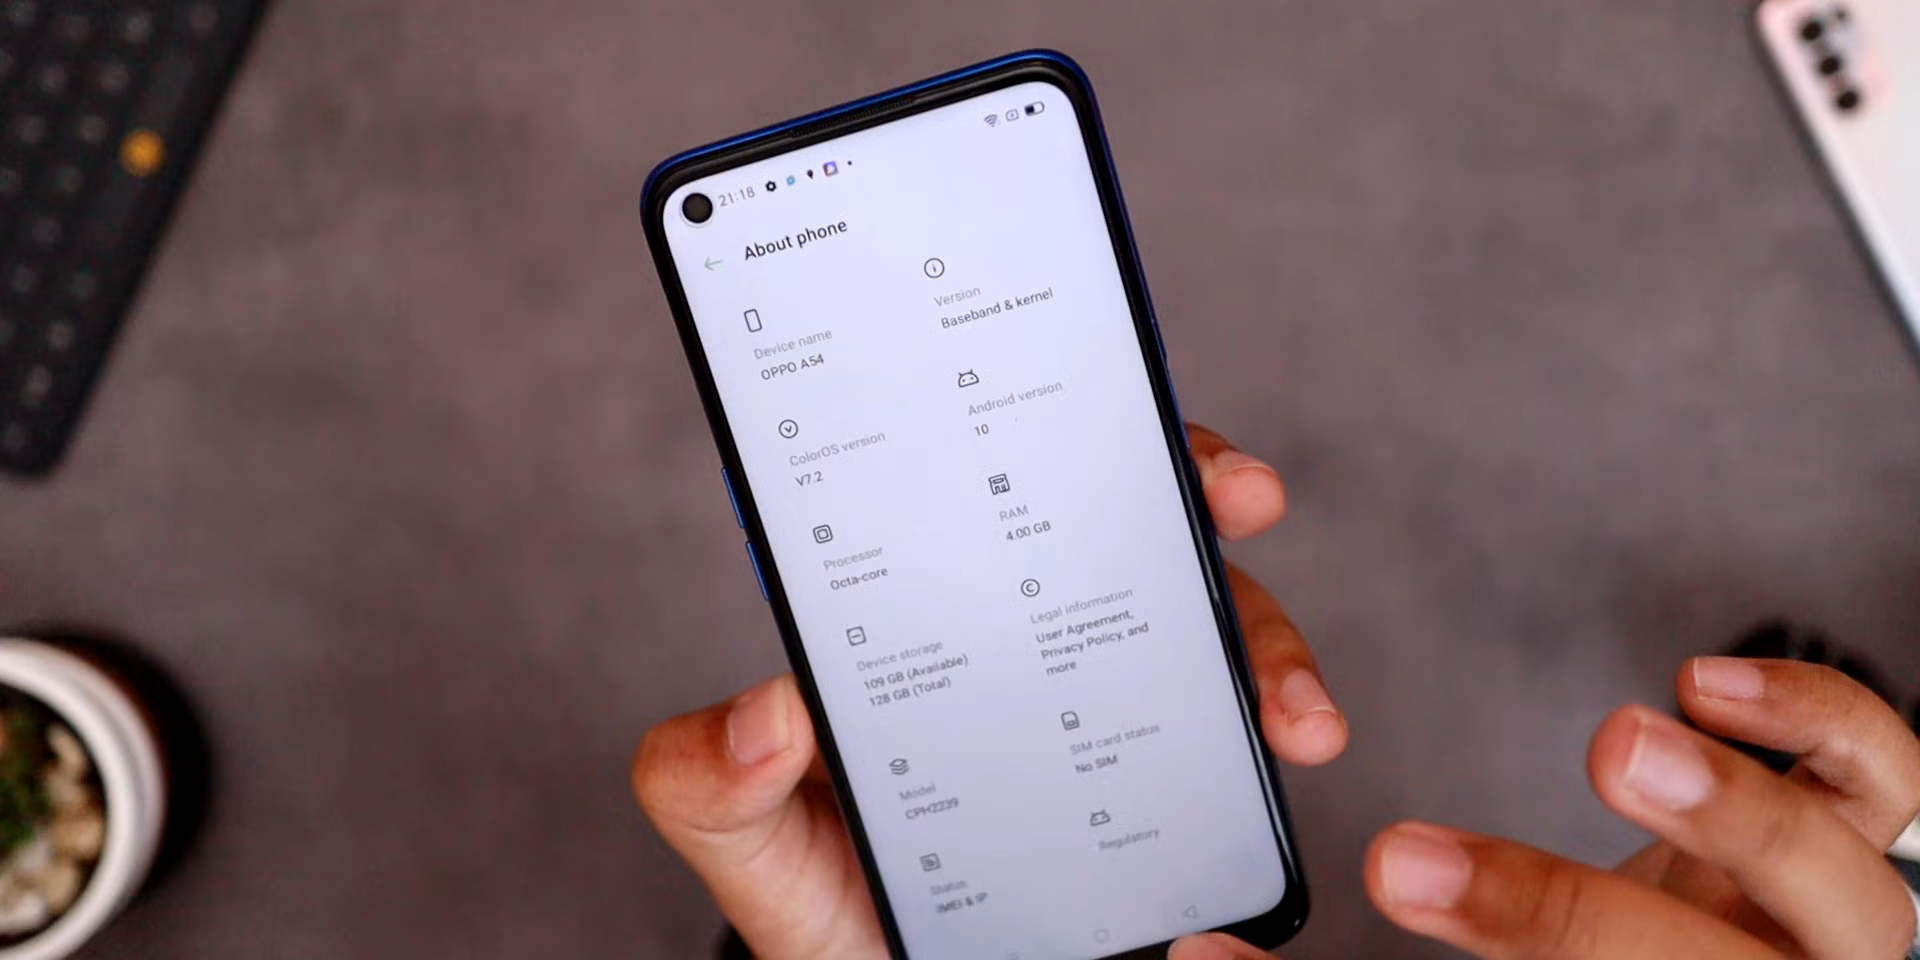 21:18
About phone
Device name
OPPO A54
Version
Baseband & kernel
ColorOS version
V7.2
Android version
10
Processor
Octa-core
RAM
4.00 GB
Device storage
109 GB (Available)
128 GB (Total)
Legal information
User Agreement,
Privacy Policy, and
more
Model
CPH2239
SIM card status
No SIM
Status
IMEI & IP
Regulatory